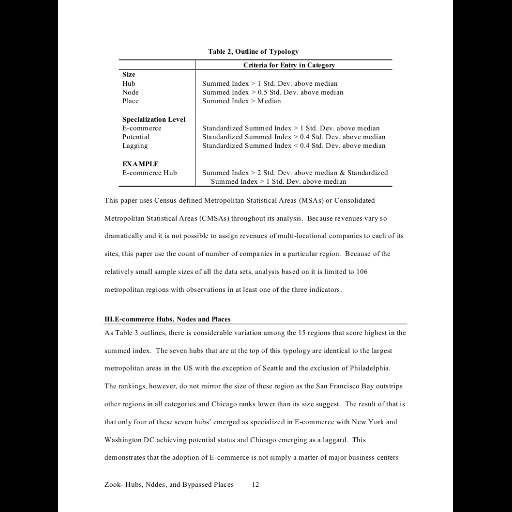 Table 2, Outline of Typology
Criteria for Entry in Category
Size
Hub Summed Index > 1 Std. Dev. above median
Node Summed Index > 0.5 Std. Dev. above median
Place Summed Index > Median
Specialization Level
E-commerce Standardized Summed Index > 1 Std. Dev. above median
Potential Standardized Summed Index > 0.4 Std. Dev. above median
Lagging Standardized Summed Index < 0.4 Std. Dev. above median
EXAMPLE
E-commerce Hub Summed Index > 2 Std. Dev. above median & Standardized
Summed Index > 1 Std. Dev. above median
This paper uses Census defined Metropolitan Statistical Areas (MSAs) or Consolidated
Metropolitan Statistical Areas (CMSAs) throughout its analysis. Because revenues vary so
dramatically and it is not possible to assign revenues of multi-locational companies to each of its
sites, this paper use the count of number of companies in a particular region. Because of the
relatively small sample sizes of all the data sets, analysis based on it is limited to 106
metropolitan regions with observations in at least one of the three indicators.
III.E-commerce Hubs, Nodes and Places
As Table 3 outlines, there is considerable variation among the 15 regions that score highest in the
summed index. The seven hubs that are at the top of this typology are identical to the largest
metropolitan areas in the US with the exception of Seattle and the exclusion of Philadelphia.
The rankings, however, do not mirror the size of these region as the San Francisco Bay outstrips
other regions in all categories and Chicago ranks lower than its size suggest. The result of that is
that only four of these seven hubs' emerged as specialized in E-commerce with New York and
Washington DC achieving potential status and Chicago emerging as a laggard. This
demonstrates that the adoption of E-commerce is not simply a matter of major business centers
Zook- Hubs, Nddes, and Bypassed Places 12